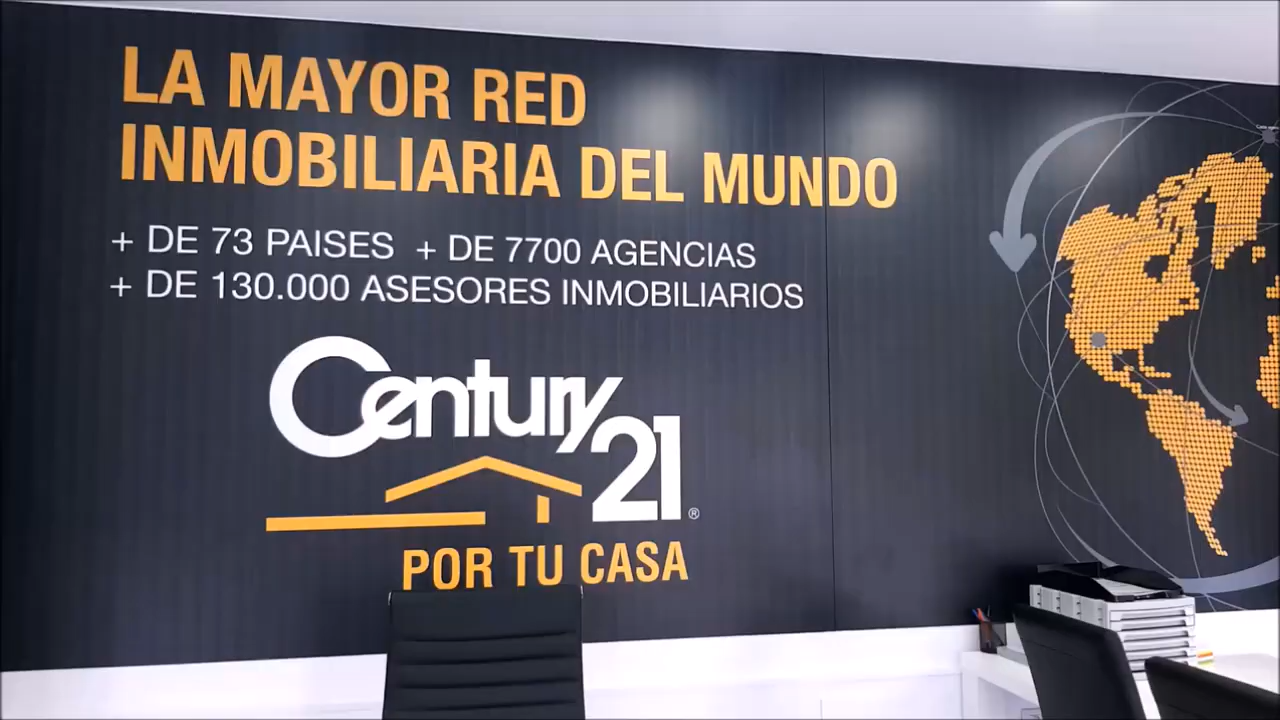 LA MAYOR RED
INMOBILIARIA DEL MUNDO
+ DE 73 PAISES + DE 7700 AGENCIAS
+ DE 130.000 ASESORES INMOBILIARIOS
Century
21®
POR TU CASA